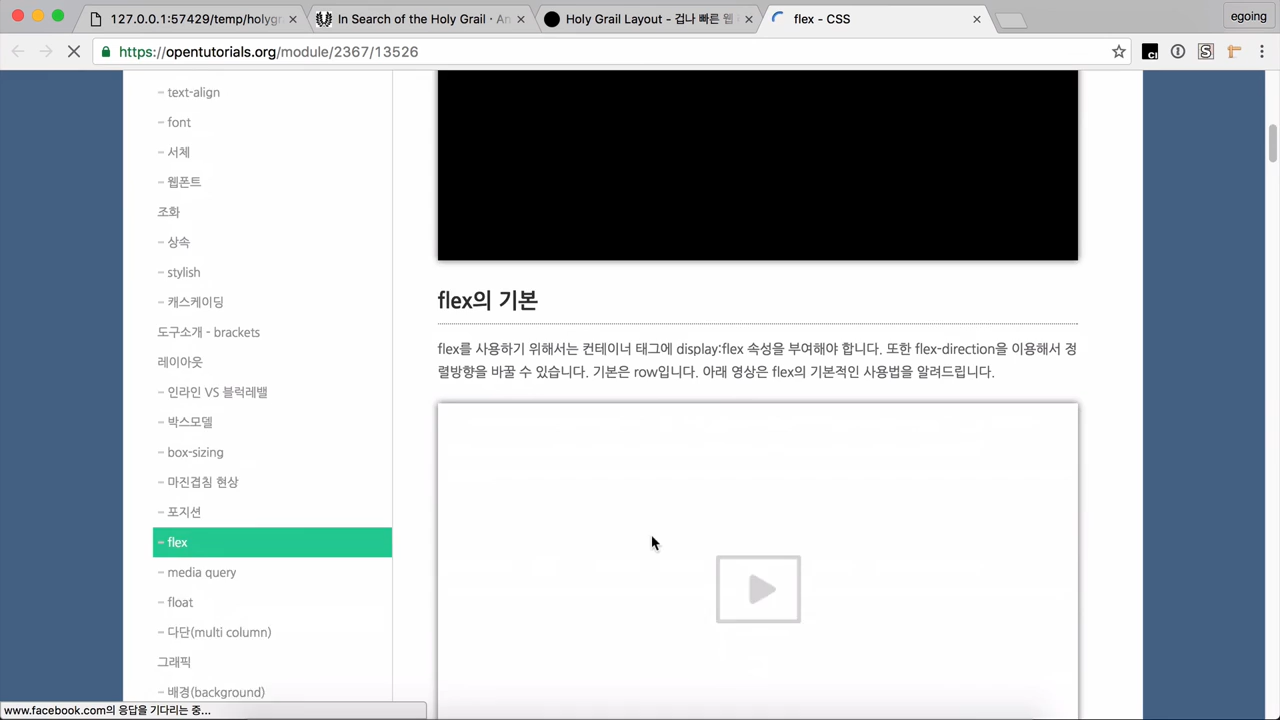 127.0.0.1:57429/temp/holygr
In Search of the Holy Grail · An
Holy Grail Layout - 겁나 빠른 웹
flex - CSS
egoing
https://opentutorials.org/module/2367/13526
- text-align
- font
- 서체
- 웹폰트
조화
- 상속
- stylish
- 캐스케이딩
도구소개 - brackets
레이아웃
- 인라인 VS 블럭레밸
- 박스모델
- box-sizing
- 마진겹침 현상
- 포지션
- flex
- media query
- float
- 다단(multi column)
그래픽
- 배경(background)
flex의 기본
flex를 사용하기 위해서는 컨테이너 태그에 display:flex 속성을 부여해야 합니다. 또한 flex-direction을 이용해서 정
렬방향을 바꿀 수 있습니다. 기본은 row입니다. 아래 영상은 flex의 기본적인 사용법을 알려드립니다.
www.facebook.com의 응답을 기다리는 중...